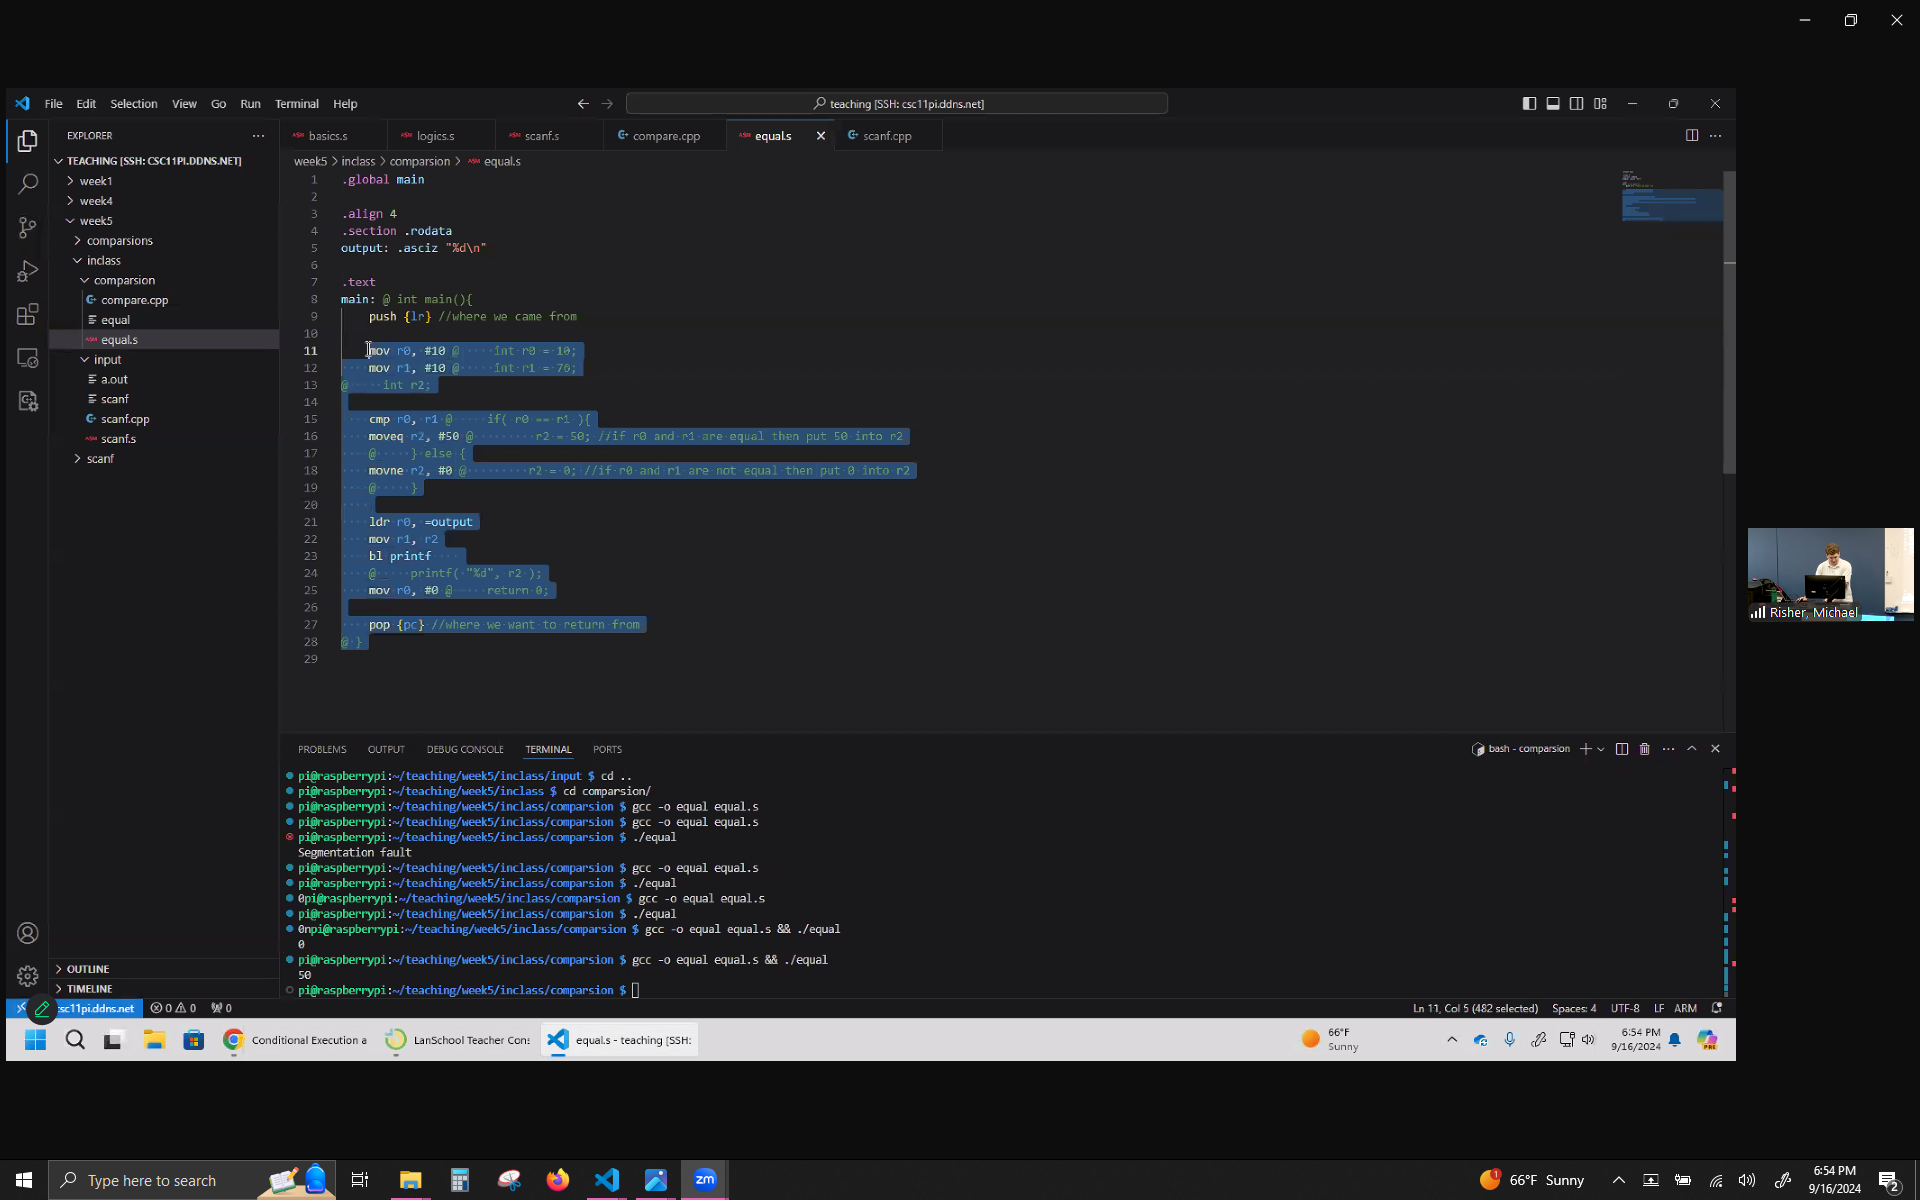 File Edit Selection View Go Run Terminal Help
teaching [SSH: csc11pi.ddns.net]
EXPLORER
TEACHING [SSH: CSC11PI.DDNS.NET]
week1
week4
week5
comparsions
inclass
comparsion
compare.cpp
equal
equal.s
input
a.out
scanf
scanf.cpp
scanf.s
scanf
OUTLINE
TIMELINE
basics.s logics.s scanf.s compare.cpp equal.s scanf.cpp
week5 > inclass > comparsion > equal.s
1 .global main
2
3 .align 4
4 .section .rodata
5 output: .asciz "%d\n"
6
7 .text
8 main: @ int main(){
9 push {lr} //where we came from
10
11 mov r0, #10 @ int r0 = 10;
12 mov r1, #10 @ int r1 = 76;
13 @ int r2;
14
15 cmp r0, r1 @ if( r0 == r1 ){
16 moveq r2, #50 @ r2 = 50; //if r0 and r1 are equal then put 50 into r2
17 @ } else {
18 movne r2, #0 @ r2 = 0; //if r0 and r1 are not equal then put 0 into r2
19 @ }
20
21 ldr r0, =output
22 mov r1, r2
23 bl printf
24 @ printf( "%d", r2 );
25 mov r0, #0 @ return 0;
26
27 pop {pc} //where we want to return from
28 @ }
29
PROBLEMS OUTPUT DEBUG CONSOLE TERMINAL PORTS
bash - comparsion
pi@raspberrypi:~/teaching/week5/inclass/input $ cd ..
pi@raspberrypi:~/teaching/week5/inclass $ cd comparsion/
pi@raspberrypi:~/teaching/week5/inclass/comparsion $ gcc -o equal equal.s
pi@raspberrypi:~/teaching/week5/inclass/comparsion $ gcc -o equal equal.s
pi@raspberrypi:~/teaching/week5/inclass/comparsion $ ./equal
Segmentation fault
pi@raspberrypi:~/teaching/week5/inclass/comparsion $ gcc -o equal equal.s
pi@raspberrypi:~/teaching/week5/inclass/comparsion $ ./equal
0pi@raspberrypi:~/teaching/week5/inclass/comparsion $ gcc -o equal equal.s
pi@raspberrypi:~/teaching/week5/inclass/comparsion $ ./equal
0npi@raspberrypi:~/teaching/week5/inclass/comparsion $ gcc -o equal equal.s && ./equal
0
pi@raspberrypi:~/teaching/week5/inclass/comparsion $ gcc -o equal equal.s && ./equal
50
pi@raspberrypi:~/teaching/week5/inclass/comparsion $
csc11pi.ddns.net 0 0 0
Ln 11, Col 5 (482 selected) Spaces: 4 UTF-8 LF ARM
Conditional Execution a
LanSchool Teacher Cons
equal.s - teaching [SSH:
66°F
Sunny
6:54 PM
9/16/2024
Risher, Michael
Type here to search
zm
1
66°F Sunny
6:54 PM
9/16/2024
2